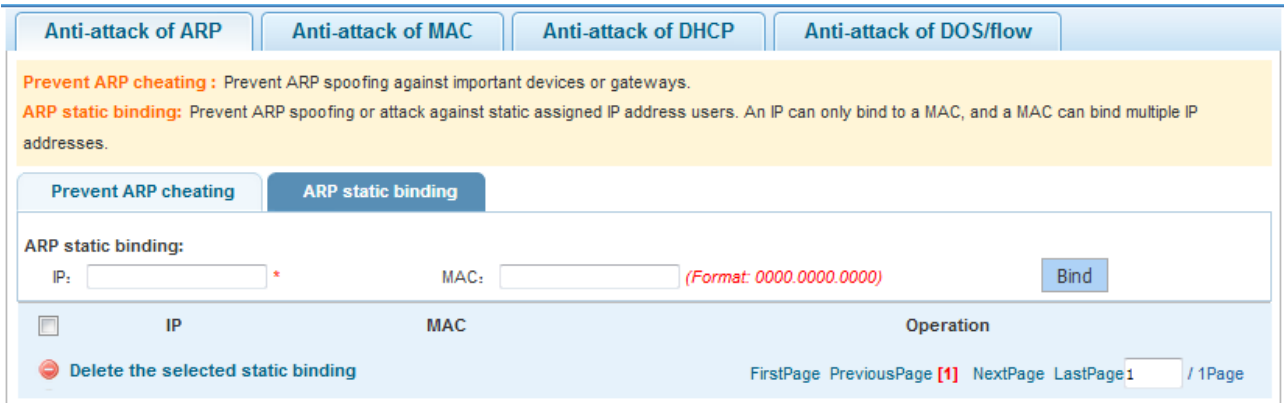 Anti-attack of ARP Anti-attack of MAC Anti-attack of DHCP Anti-attack of DOS/flow
Prevent ARP cheating : Prevent ARP spoofing against important devices or gateways.
ARP static binding: Prevent ARP spoofing or attack against static assigned IP address users. An IP can only bind to a MAC, and a MAC can bind multiple IP
addresses.
Prevent ARP cheating ARP static binding
ARP static binding:
IP: * MAC: (Format: 0000.0000.0000) Bind
IP MAC Operation
Delete the selected static binding FirstPage PreviousPage [1] NextPage LastPage 1 / 1Page